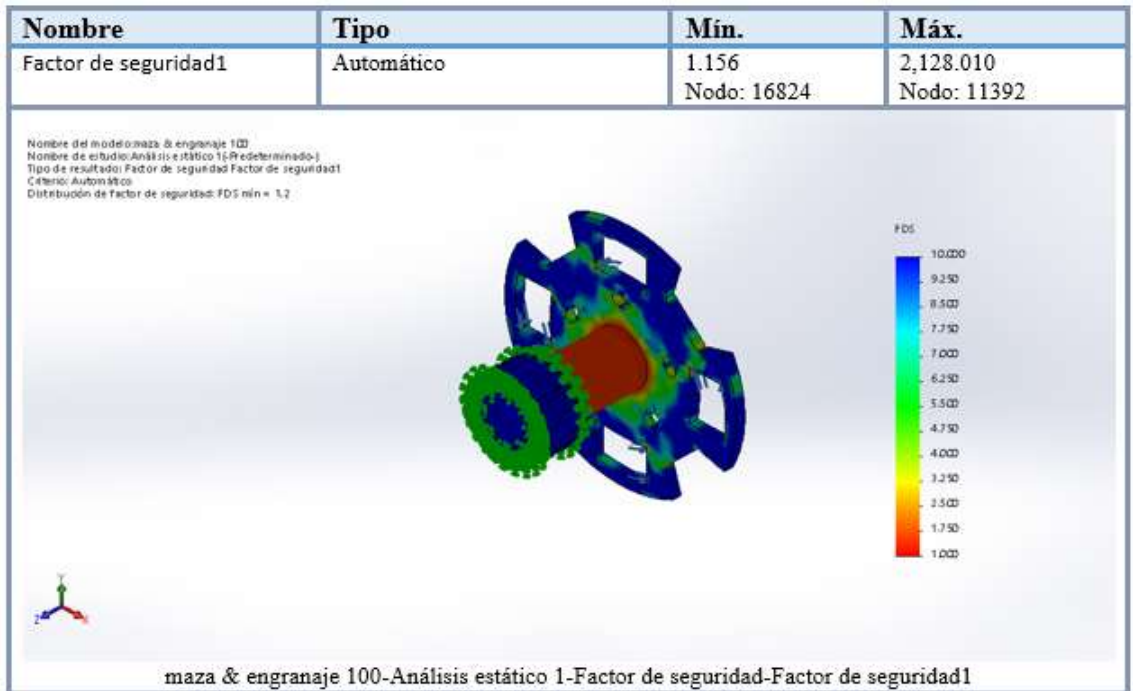 Nombre Tipo Mín. Máx.
Factor de seguridad1 Automático 1.156 2,128.010
Nodo: 16824 Nodo: 11392
Nombre del modelo:maza & engranaje 100
Nombre de estudio:Análisis estático 1(-Predeterminado-)
Tipo de resultado: Factor de seguridad Factor de seguridad1
Criterio: Automático
Distribución de factor de seguridad: FDS mín = 1.2
FDS
10.000
9.250
8.500
7.750
7.000
6.250
5.500
4.750
4.000
3.250
2.500
1.750
1.000
Y
Z X
maza & engranaje 100-Análisis estático 1-Factor de seguridad-Factor de seguridad1